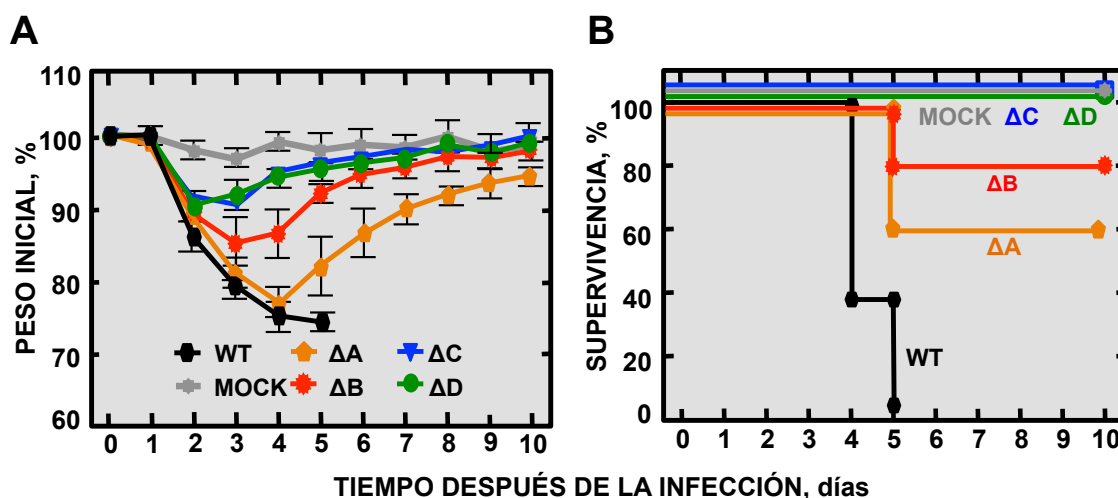 A
PESO INICIAL, %
110
100
90
80
70
60
WT
ΔA
ΔC
MOCK
ΔB
ΔD
0 1 2 3 4 5 6 7 8 9 10
B
SUPERVIVENCIA, %
100
80
60
40
20
0
MOCK ΔC ΔD
ΔB
ΔA
WT
0 1 2 3 4 5 6 7 8 9 10
TIEMPO DESPUÉS DE LA INFECCIÓN, días